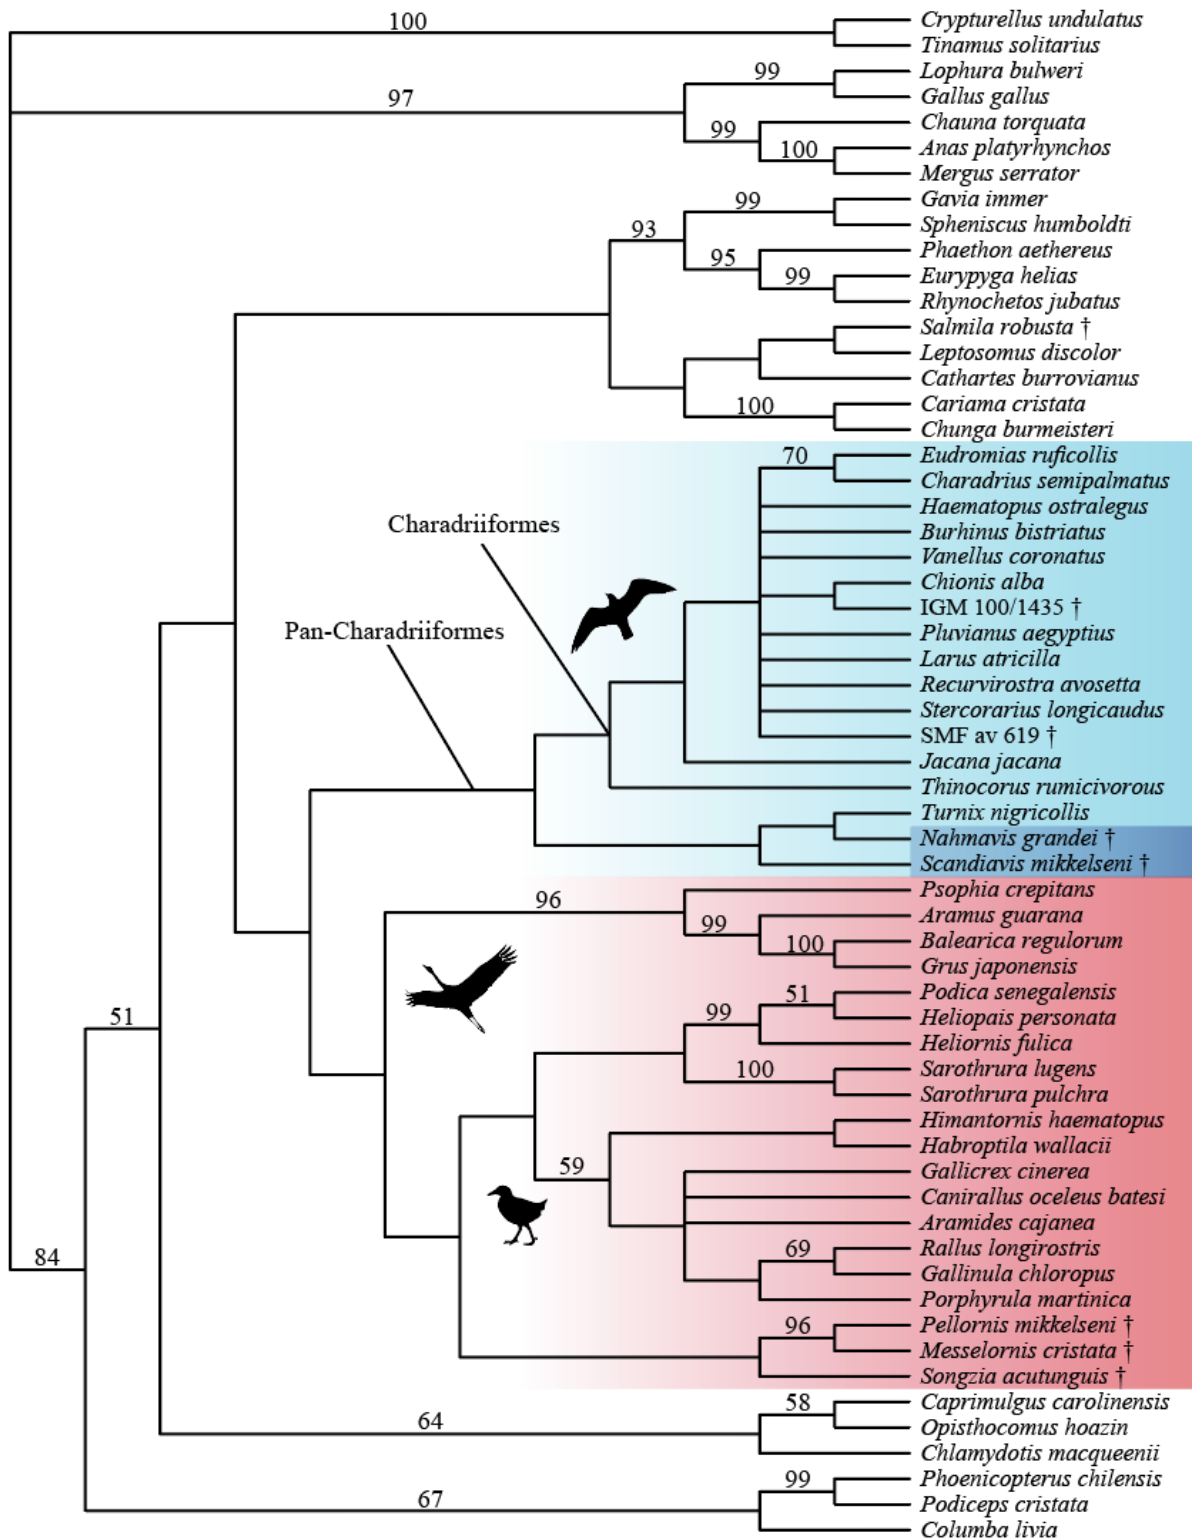 100
Crypturellus undulatus
Tinamus solitarius
99
Lophura bulweri
97
Gallus gallus
99
Chauna torquata
100
Anas platyrhynchos
Mergus serrator
99
Gavia immer
93
Spheniscus humboldti
95
Phaethon aethereus
99
Eurypyga helias
Rhynochetos jubatus
Salmila robusta †
Leptosomus discolor
Cathartes burrovianus
100
Cariama cristata
Chunga burmeisteri
70
Eudromias ruficollis
Charadrius semipalmatus
Haematopus ostralegus
Charadriiformes
Burhinus bistriatus
Vanellus coronatus
Chionis alba
IGM 100/1435 †
Pan-Charadriiformes
Pluvianus aegyptius
Larus atricilla
Recurvirostra avosetta
Stercorarius longicaudus
SMF av 619 †
Jacana jacana
Thinocorus rumicivorous
Turnix nigricollis
Nahmavis grandei †
Scandiavis mikkelseni †
96
Psophia crepitans
99
Aramus guarana
100
Balearica regulorum
Grus japonensis
51
Podica senegalensis
51
99
Heliopais personata
Heliornis fulica
100
Sarothrura lugens
Sarothrura pulchra
Himantornis haematopus
Habroptila wallacii
59
Gallicrex cinerea
Canirallus oceleus batesi
Aramides cajanea
84
69
Rallus longirostris
Gallinula chloropus
Porphyrula martinica
96
Pellornis mikkelseni †
Messelornis cristata †
Songzia acutunguis †
58
Caprimulgus carolinensis
64
Opisthocomus hoazin
Chlamydotis macqueenii
99
Phoenicopterus chilensis
67
Podiceps cristata
Columba livia